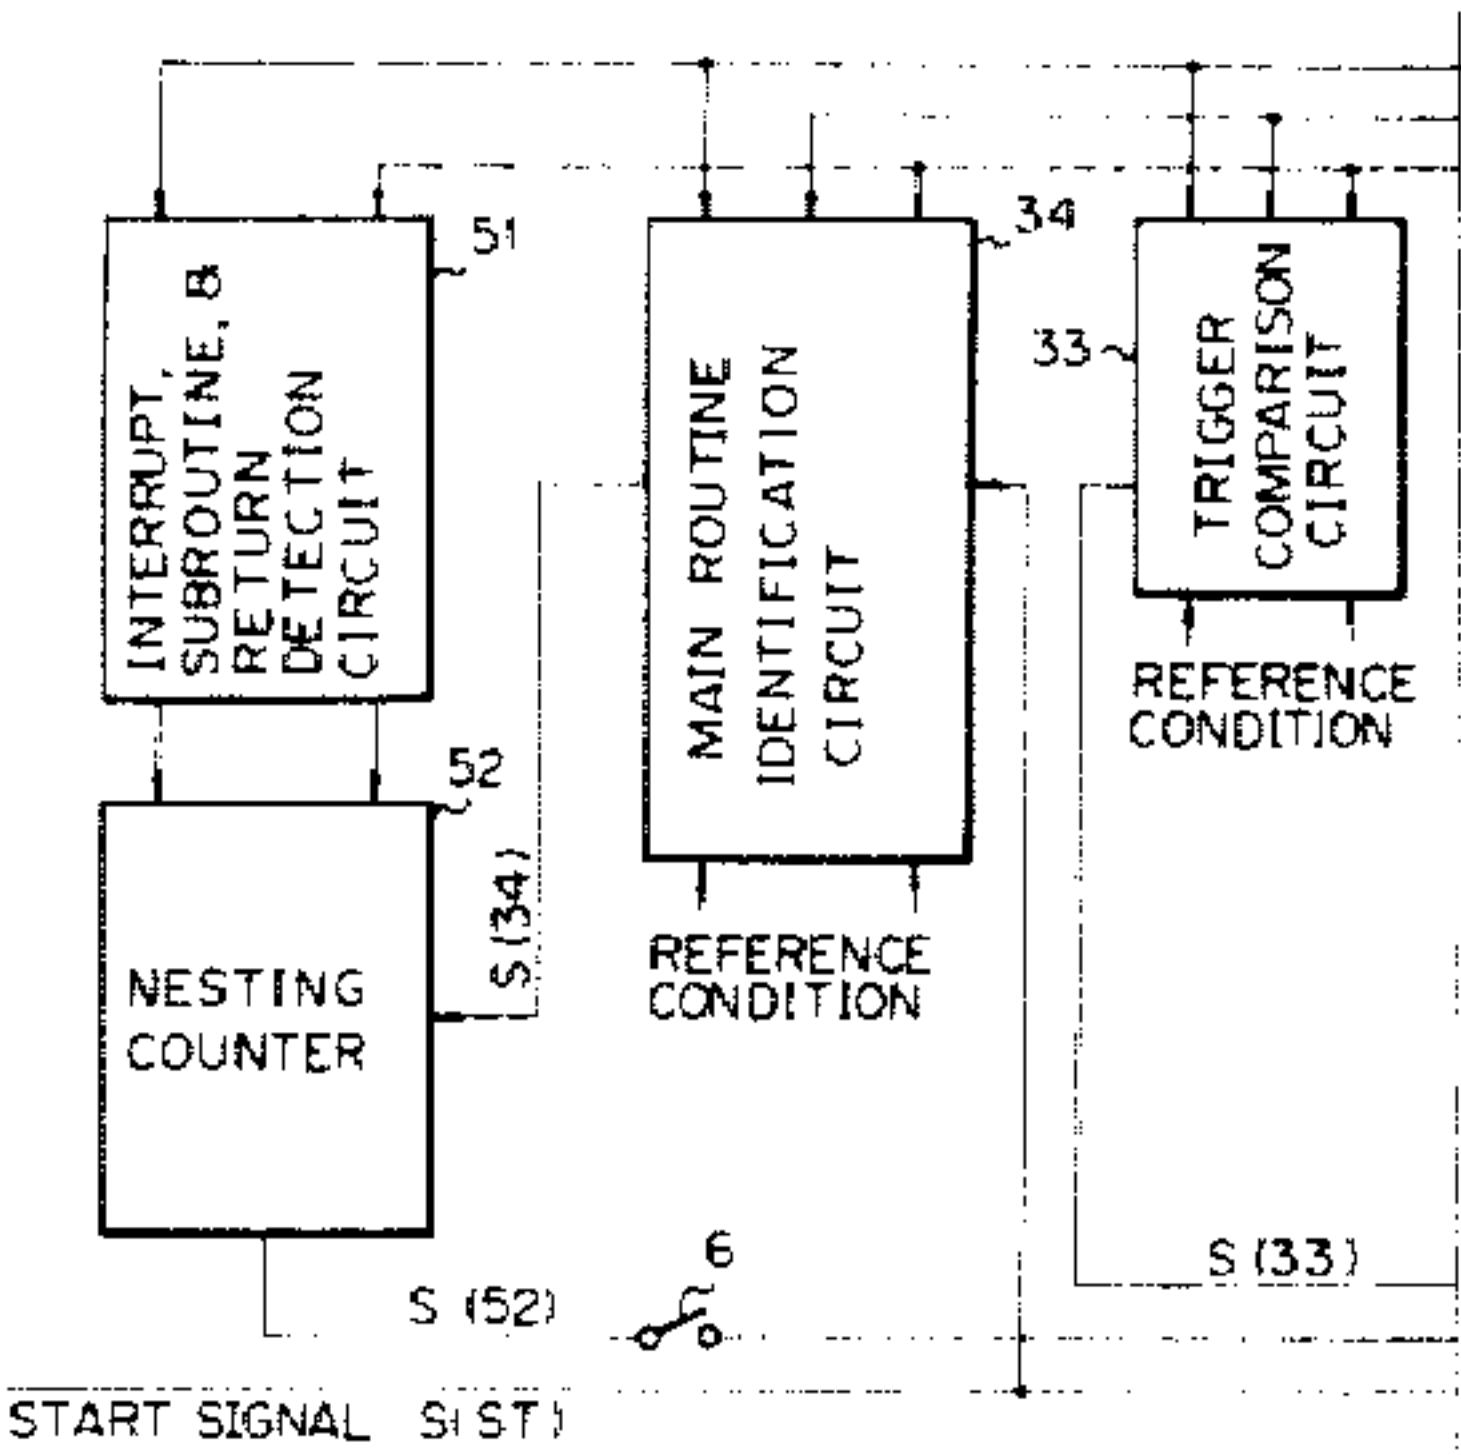 51
INTERRUPT,
SUBROUTINE, &
RETURN
DETECTION
CIRCUIT
34
MAIN ROUTINE
IDENTIFICATION
CIRCUIT
33
TRIGGER
COMPARISON
CIRCUIT
REFERENCE
CONDITION
52
NESTING
COUNTER
S (34)
REFERENCE
CONDITION
6
S (33)
S (52)
START SIGNAL S(ST)